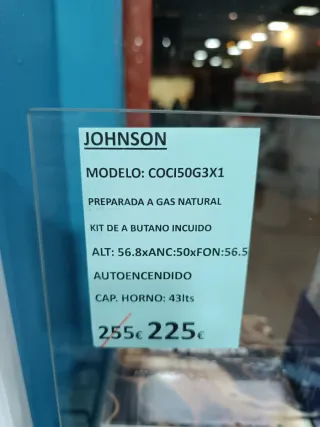 JOHNSON
MODELO: COCI50G3X1
PREPARADA A GAS NATURAL
KIT DE A BUTANO INCUIDO
ALT: 56.8xANC:50xFON:56.5
AUTOENCENDIDO
CAP. HORNO: 43lts
255€ 225€